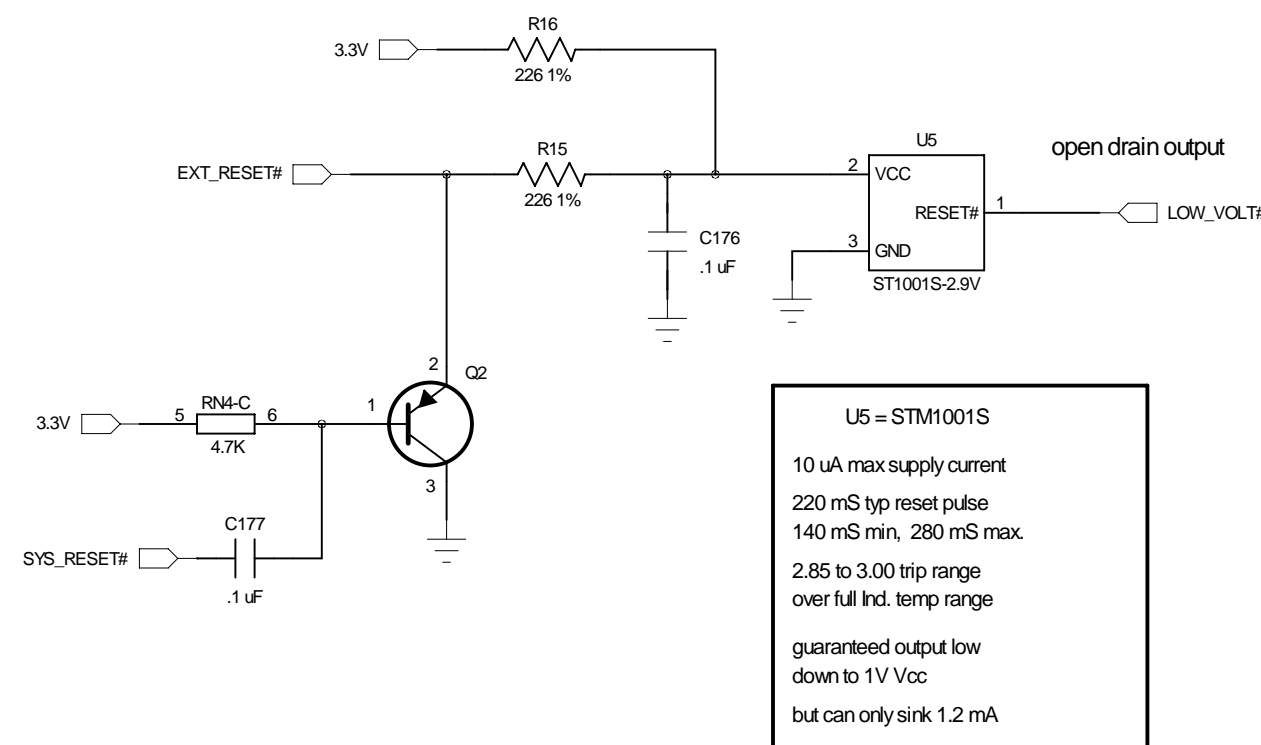 R16
3.3V
226 1%
R15
EXT_RESET#
226 1%
U5
open drain output
2
VCC
RESET#
1
LOW_VOLT#
C176
.1 uF
3
GND
ST1001S-2.9V
2
Q2
RN4-C
1
3.3V
5
6
4.7K
3
C177
SYS_RESET#
.1 uF
U5 = STM1001S
10 uA max supply current
220 mS typ reset pulse
140 mS min, 280 mS max.
2.85 to 3.00 trip range
over full Ind. temp range
guaranteed output low
down to 1V Vcc
but can only sink 1.2 mA